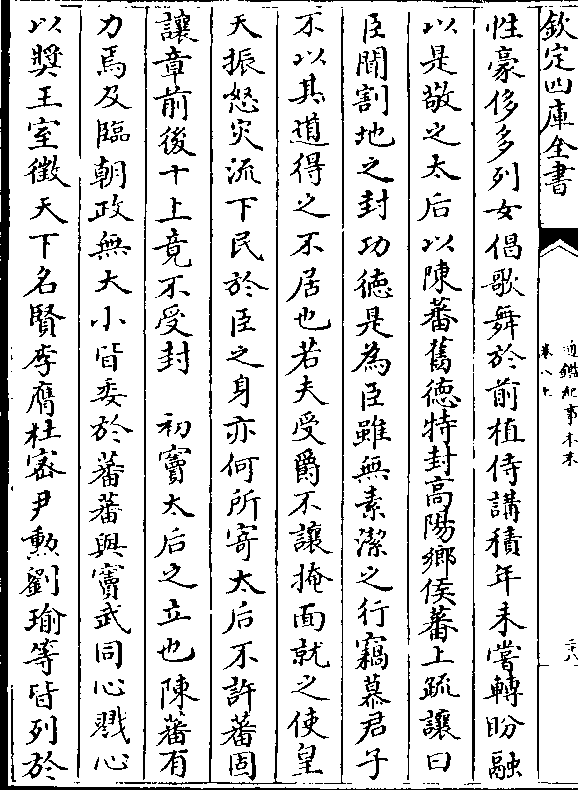 欽定四庫全書
通鑑紀事本末
卷八上
二十八
性豪侈多列女倡歌舞於前植侍講積年未嘗轉盼融
以是敬之太后以陳蕃舊德特封高陽鄉侯蕃上疏讓曰
臣聞割地之封功德是為臣雖無素潔之行竊慕君子
不以其道得之不居也若夫受爵不讓掩面就之使皇
天振怒災流下民於臣之身亦何所寄太后不許蕃固
讓章前後十上竟不受封　初竇太后之立也陳蕃有
力焉及臨朝政無大小皆委於蕃蕃與竇武同心戮心
以獎王室徵天下名賢李膺杜密尹勲劉瑜等皆列於